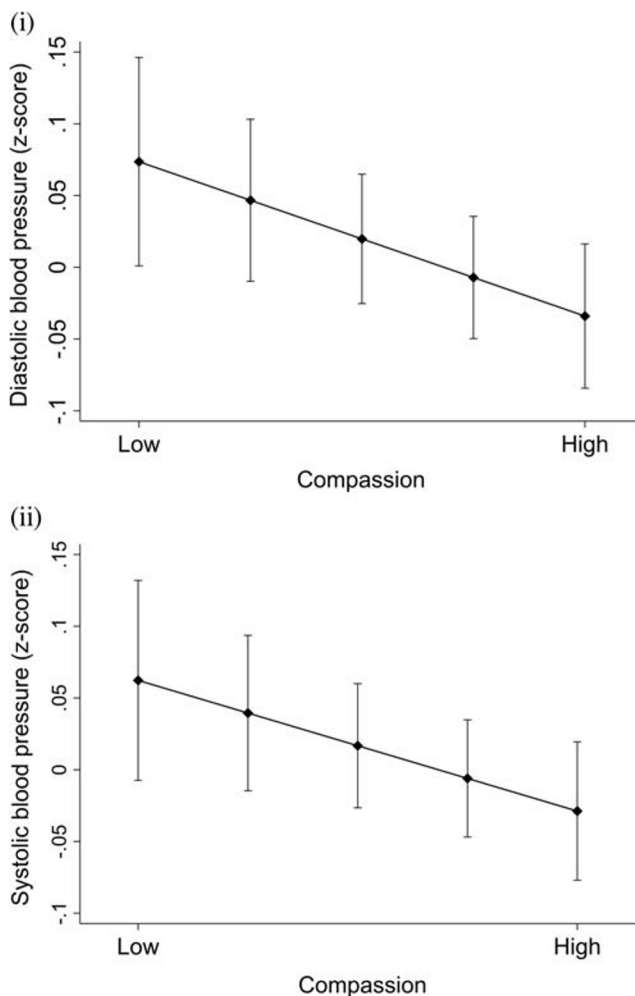 (i)
Diastolic blood pressure (z-score)
.15
.1
.05
0
-.05
-.1
Low
High
Compassion
(ii)
Systolic blood pressure (z-score)
.15
.1
.05
0
-.05
-.1
Low
High
Compassion